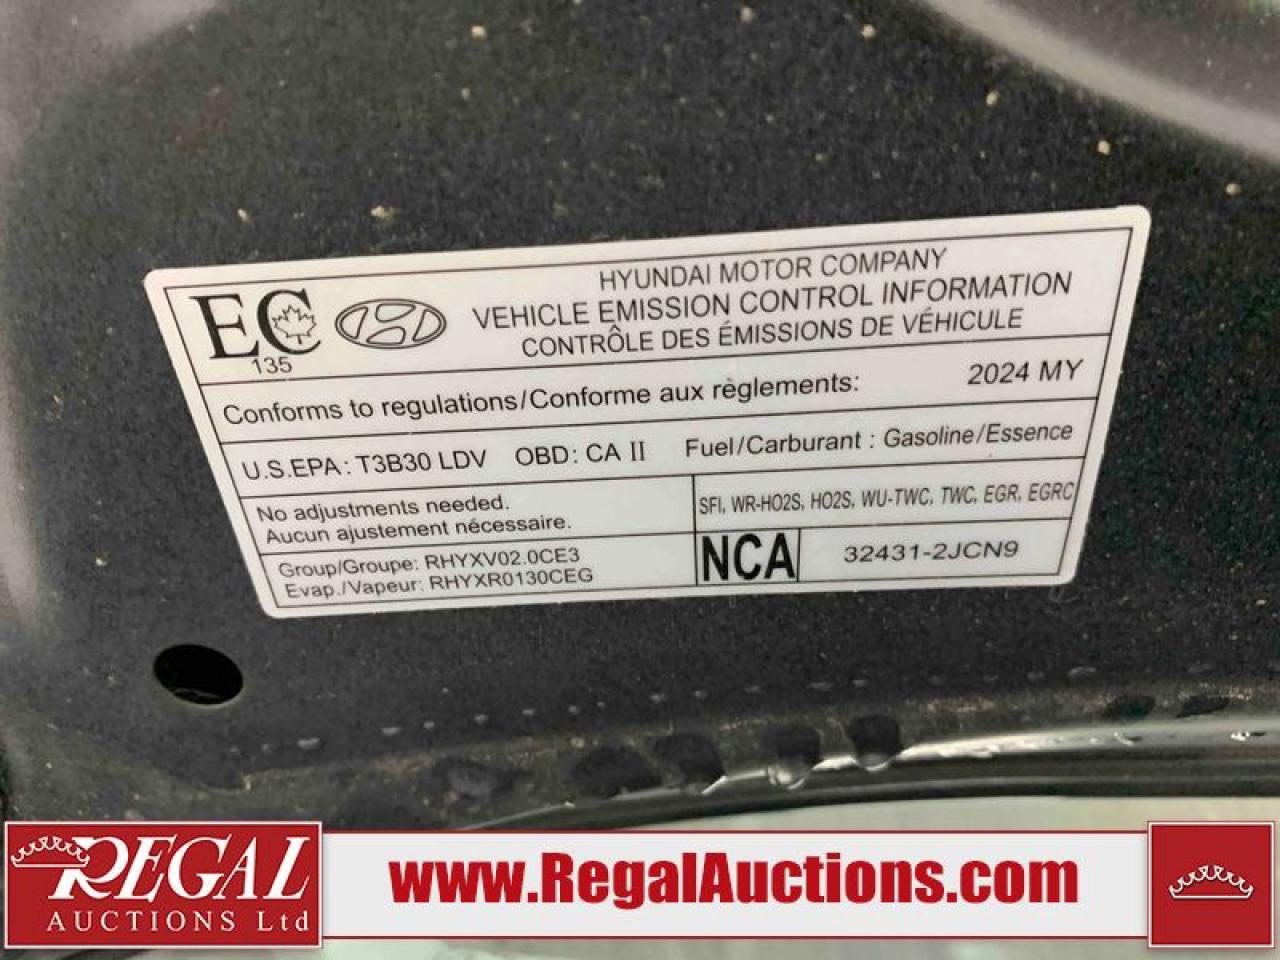 EC
135
HYUNDAI MOTOR COMPANY
VEHICLE EMISSION CONTROL INFORMATION
CONTRÔLE DES ÉMISSIONS DE VÉHICULE
Conforms to regulations/Conforme aux règlements: 2024 MY
U.S.EPA: T3B30 LDV OBD: CA II Fuel/Carburant : Gasoline/Essence
No adjustments needed.
Aucun ajustement nécessaire.
SFI, WR-HO2S, HO2S, WU-TWC, TWC, EGR, EGRC
Group/Groupe: RHYXV02.0CE3
Evap./Vapeur: RHYXR0130CEG
NCA 32431-2JCN9
REGAL
AUCTIONS Ltd
www.RegalAuctions.com